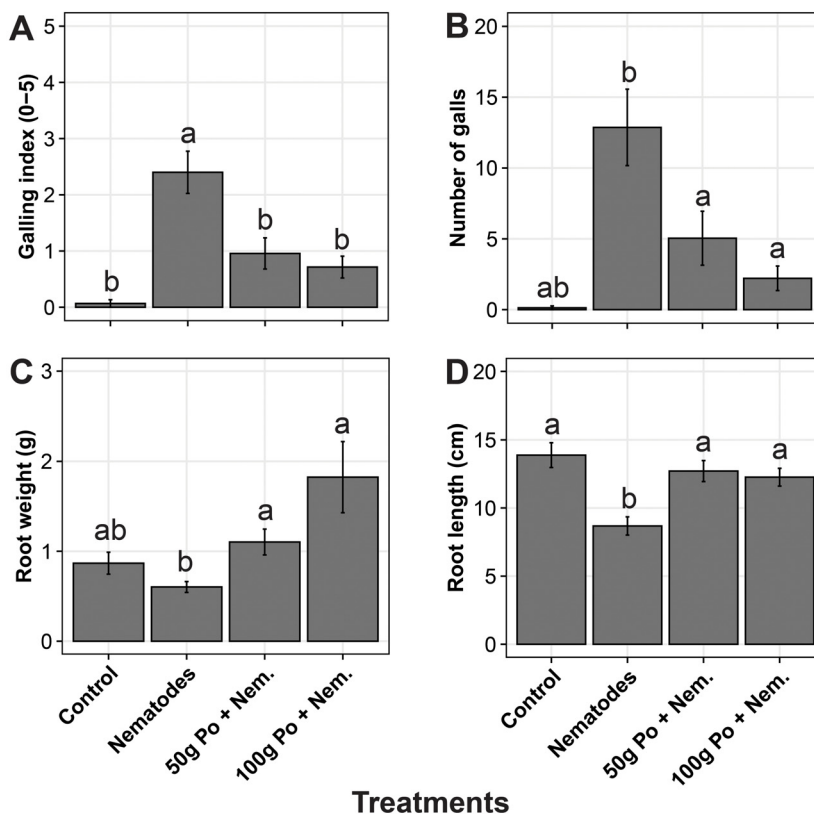 A
Galling index (0–5)
5
4
3
2
1
0
b
a
b
b
B
Number of galls
20
15
10
5
0
ab
b
a
a
C
Root weight (g)
3
2
1
0
ab
b
a
a
Control
Nematodes
50g Po + Nem.
100g Po + Nem.
D
Root length (cm)
20
15
10
5
0
a
b
a
a
Control
Nematodes
50g Po + Nem.
100g Po + Nem.
Treatments